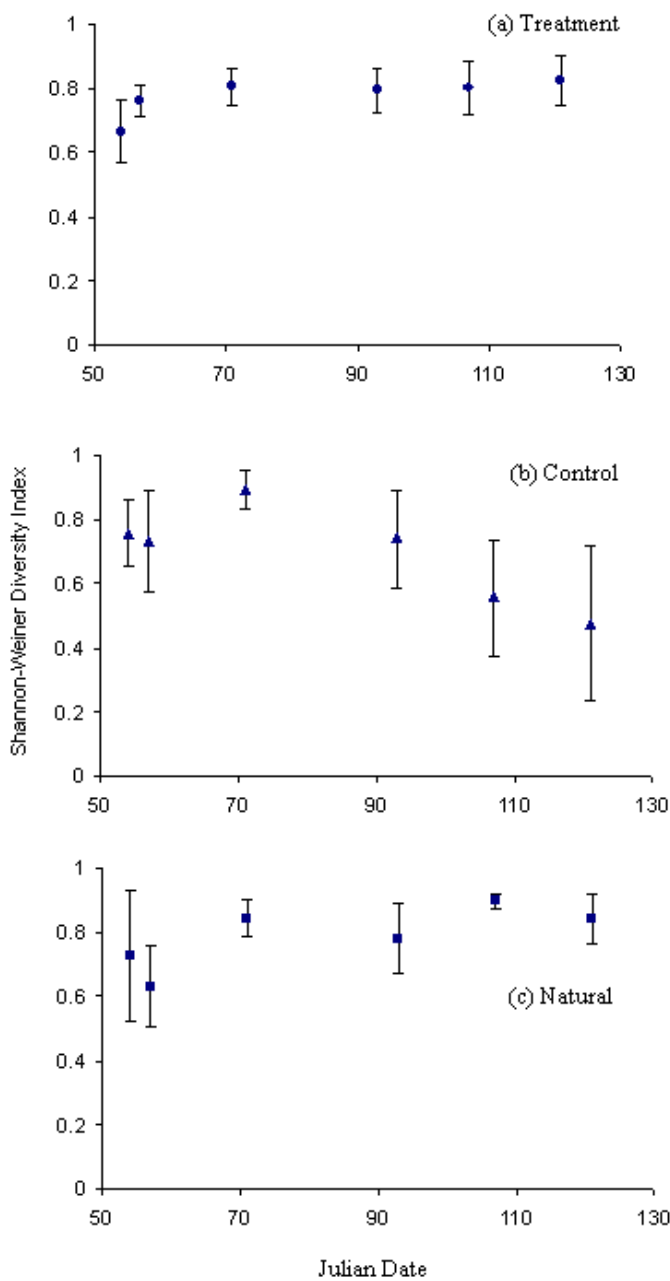 (a) Treatment
1
0.8
0.6
0.4
0.2
0
50 70 90 110 130
Shannon-Weiner Diversity Index
(b) Control
1
0.8
0.6
0.4
0.2
0
50 70 90 110 130
(c) Natural
1
0.8
0.6
0.4
0.2
0
50 70 90 110 130
Julian Date